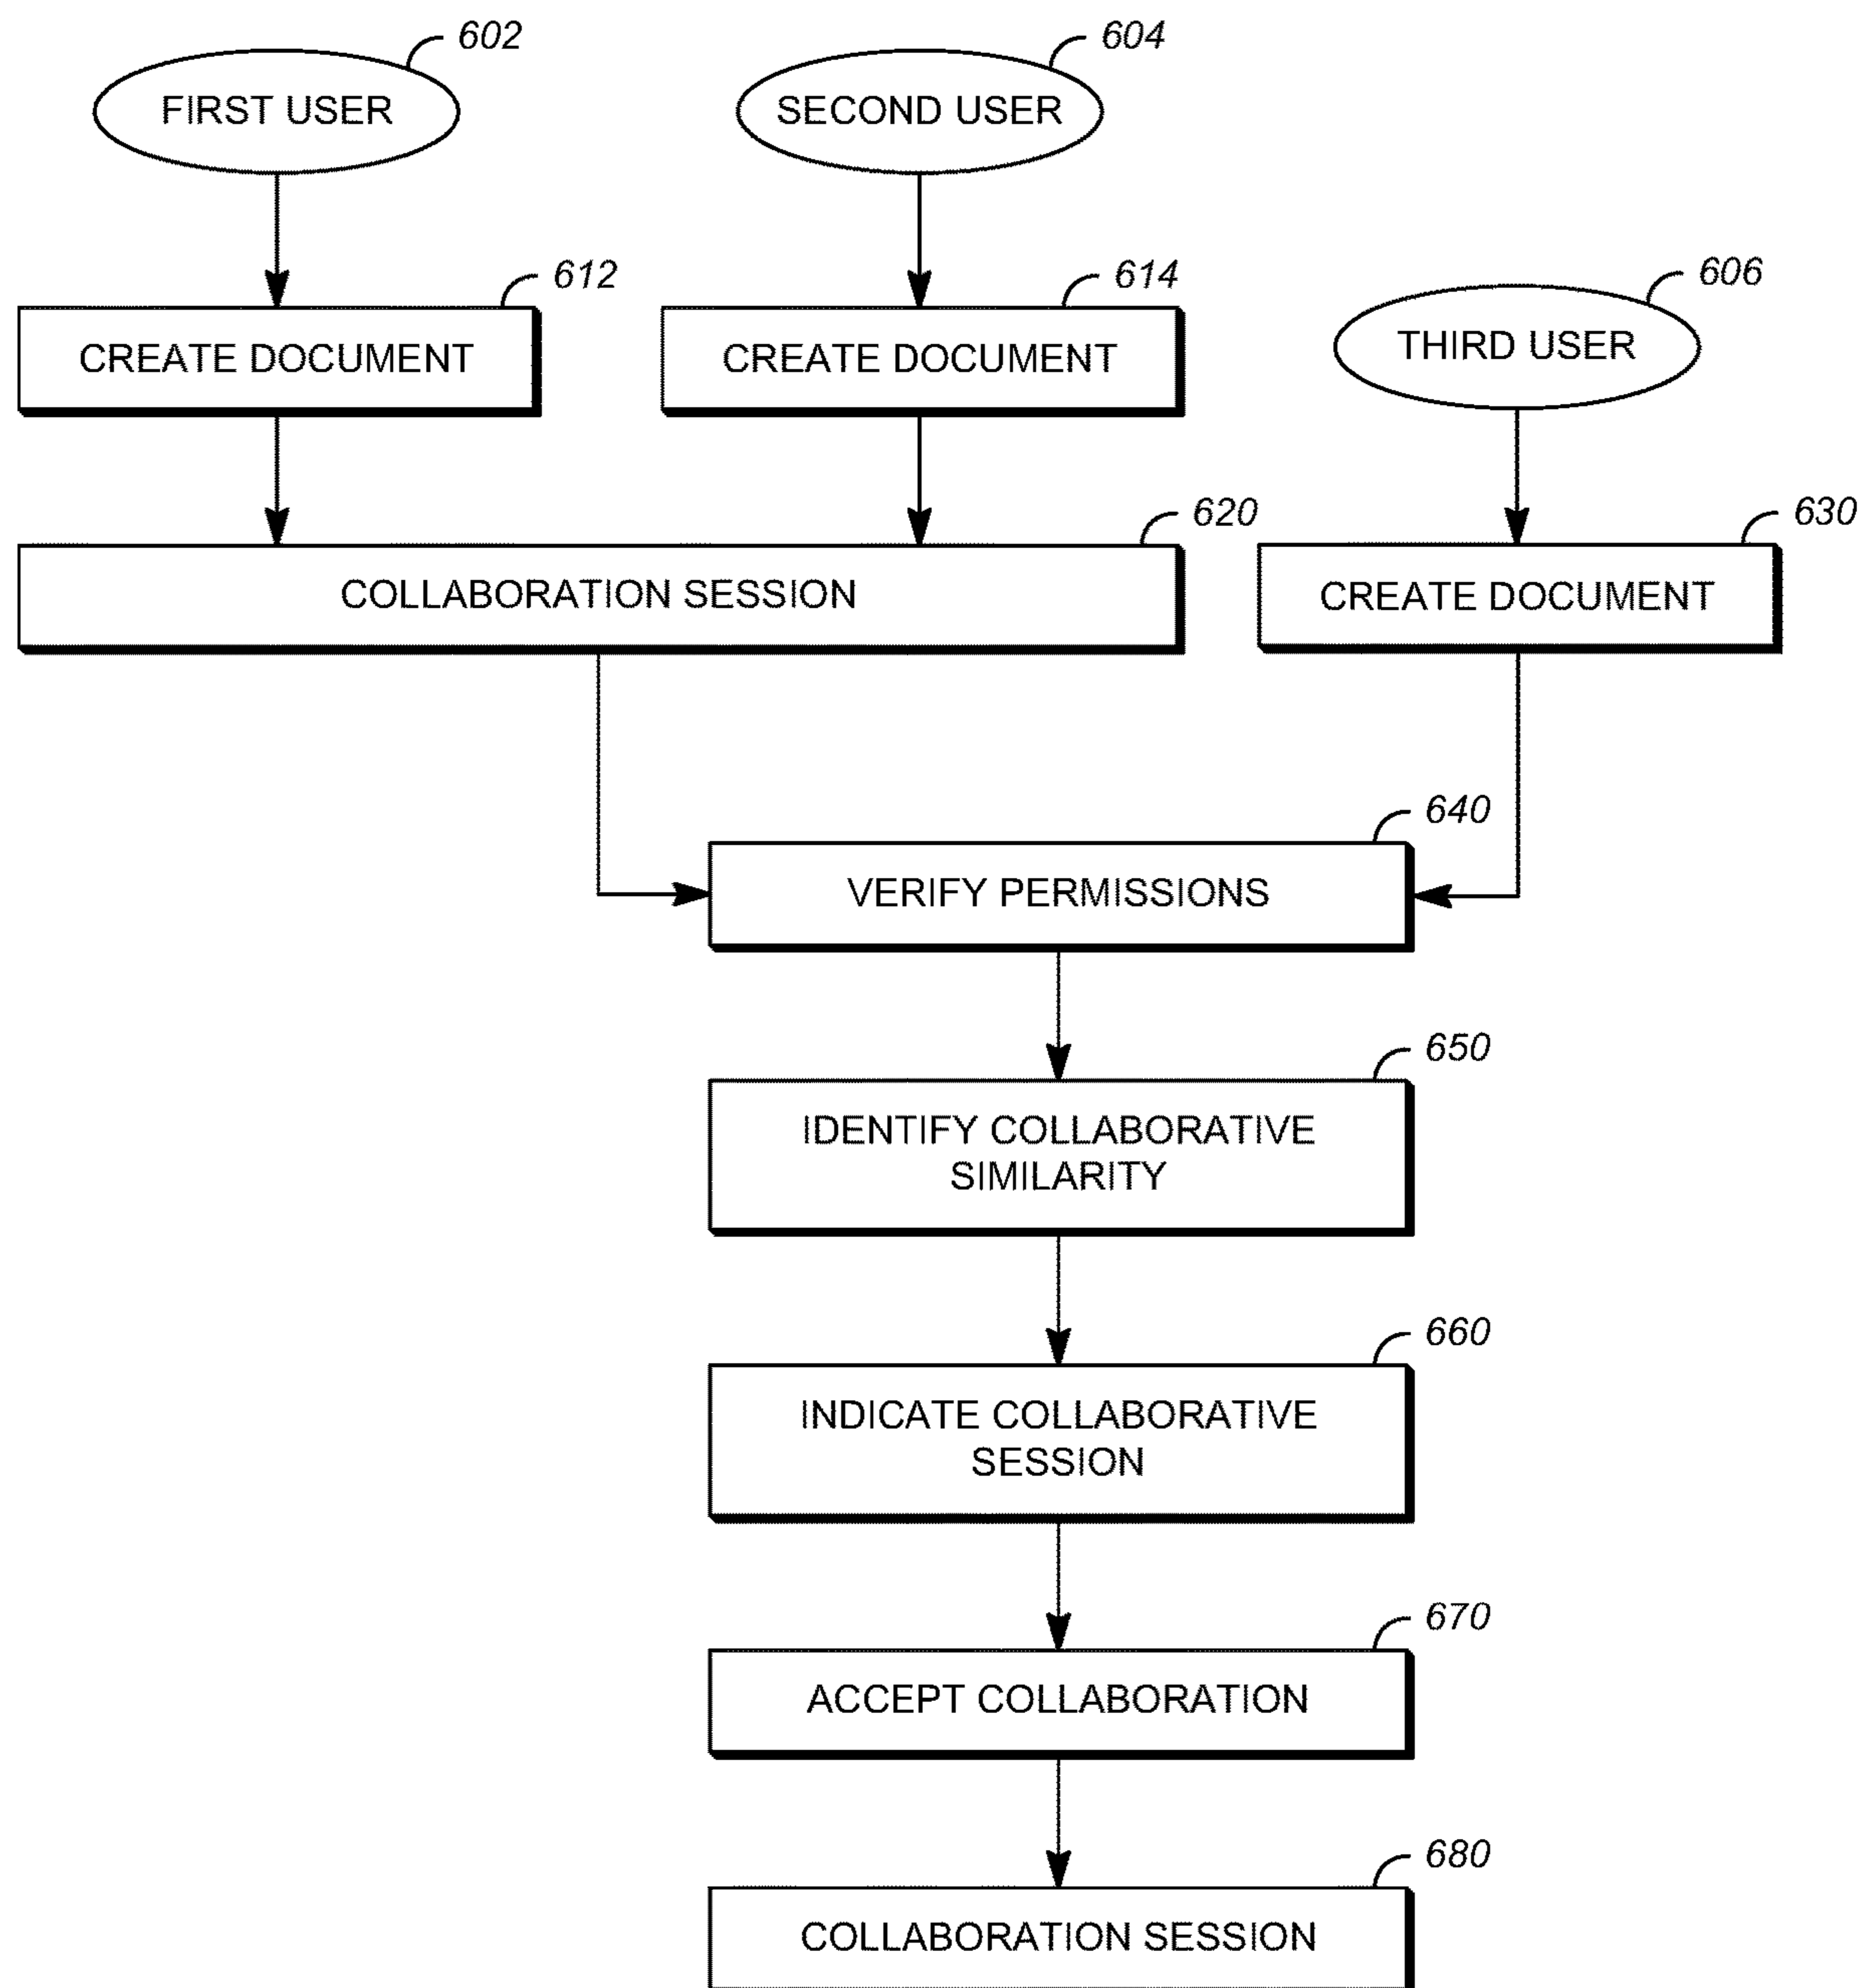 602
FIRST USER
604
SECOND USER
612
CREATE DOCUMENT
614
CREATE DOCUMENT
606
THIRD USER
620
COLLABORATION SESSION
630
CREATE DOCUMENT
640
VERIFY PERMISSIONS
650
IDENTIFY COLLABORATIVE
SIMILARITY
660
INDICATE COLLABORATIVE
SESSION
670
ACCEPT COLLABORATION
680
COLLABORATION SESSION